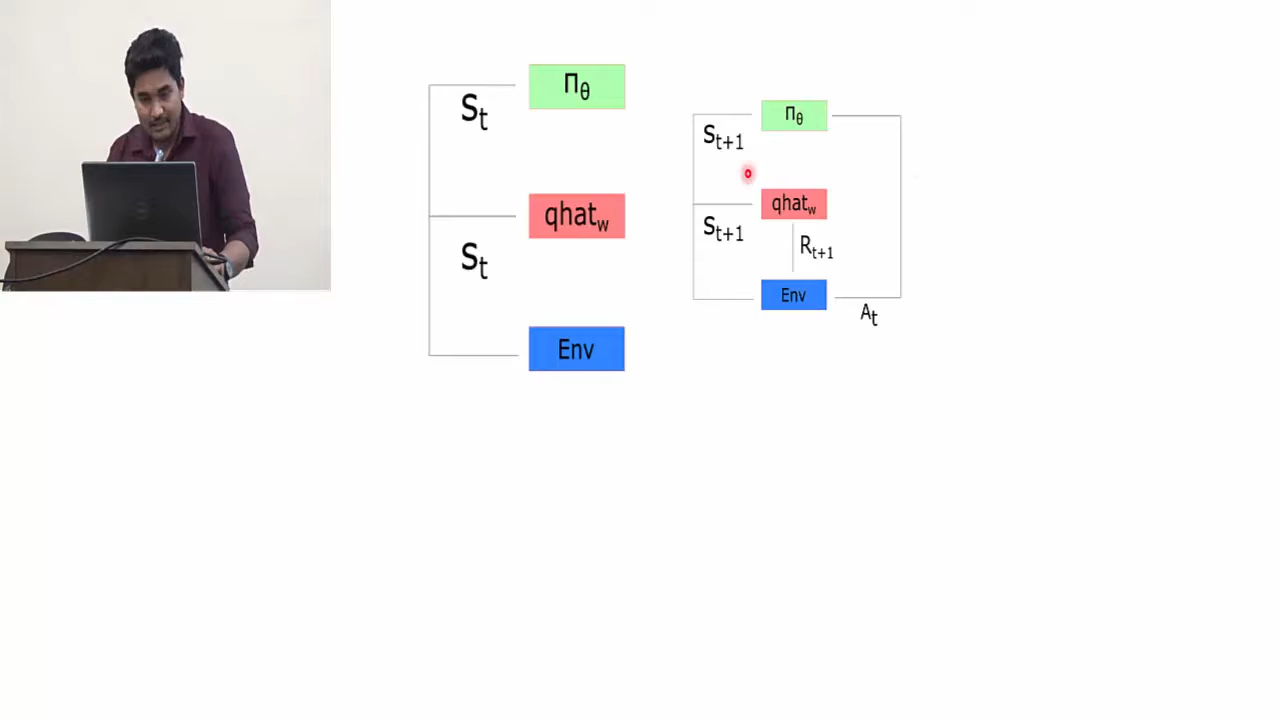 Πθ
St
qhatw
St
Env
Πθ
St+1
qhatw
St+1
Rt+1
Env
At